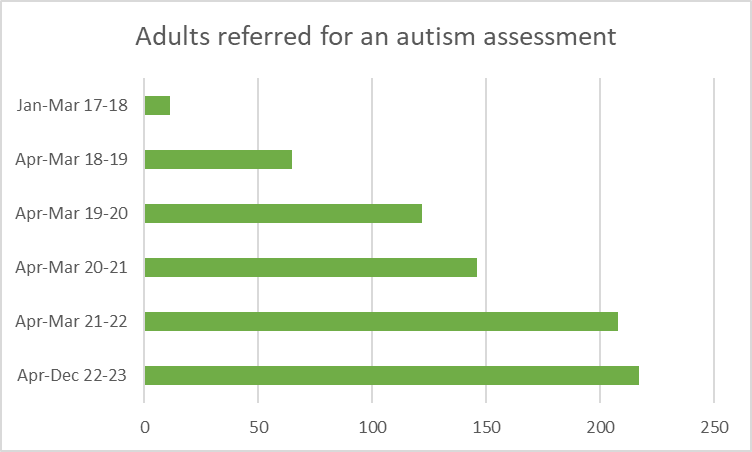 Adults referred for an autism assessment
Jan-Mar 17-18
Apr-Mar 18-19
Apr-Mar 19-20
Apr-Mar 20-21
Apr-Mar 21-22
Apr-Dec 22-23
0 50 100 150 200 250